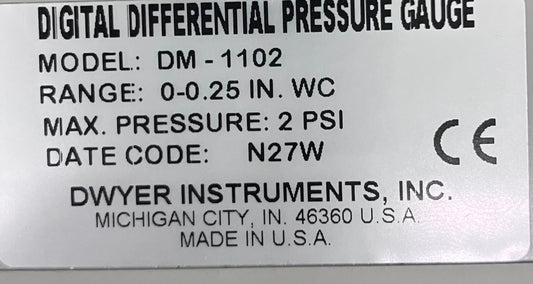 DIGITAL DIFFERENTIAL PRESSURE GAUGE
MODEL: DM - 1102
RANGE: 0-0.25 IN. WC
MAX. PRESSURE: 2 PSI
DATE CODE: N27W
CE
DWYER INSTRUMENTS, INC.
MICHIGAN CITY, IN. 46360 U.S.A.
MADE IN U.S.A.